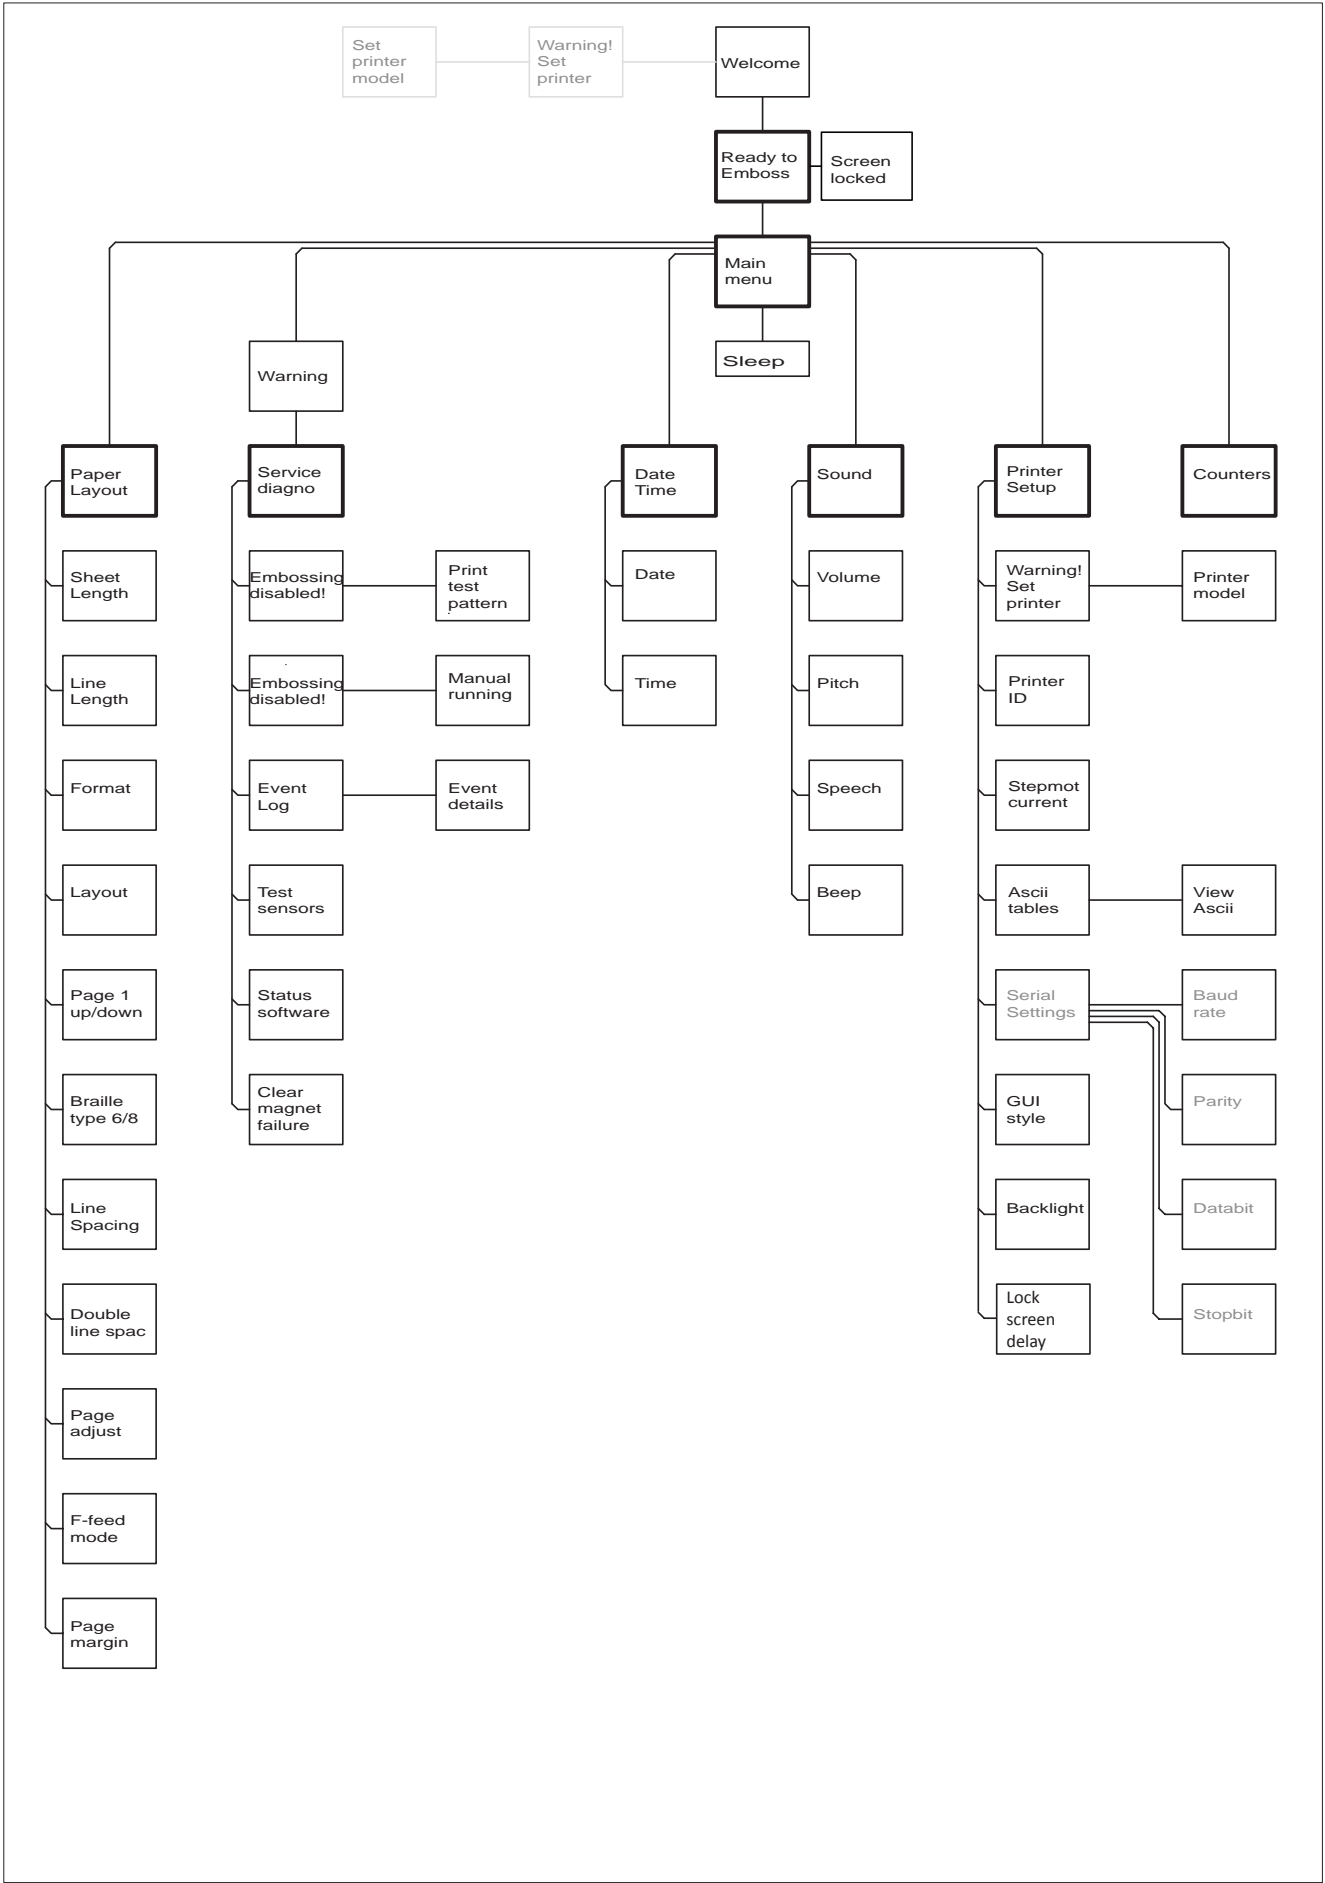 Set
printer
model
Warning!
Set
printer
Welcome
Ready to
Emboss
Screen
locked
Main
menu
Sleep
Warning
Paper
Layout
Service
diagno
Date
Time
Sound
Printer
Setup
Counters
Sheet
Length
Embossing
disabled!
Print
test
pattern
Date
Volume
Warning!
Set
printer
Printer
model
Line
Length
Embossing
disabled!
Manual
running
Time
Pitch
Printer
ID
Format
Event
Log
Event
details
Speech
Stepmot
current
Layout
Test
sensors
Beep
Ascii
tables
View
Ascii
Page 1
up/down
Status
software
Serial
Settings
Baud
rate
Braille
type 6/8
Clear
magnet
failure
GUI
style
Parity
Line
Spacing
Backlight
Databit
Double
line spac
Lock
screen
delay
Stopbit
Page
adjust
F-feed
mode
Page
margin